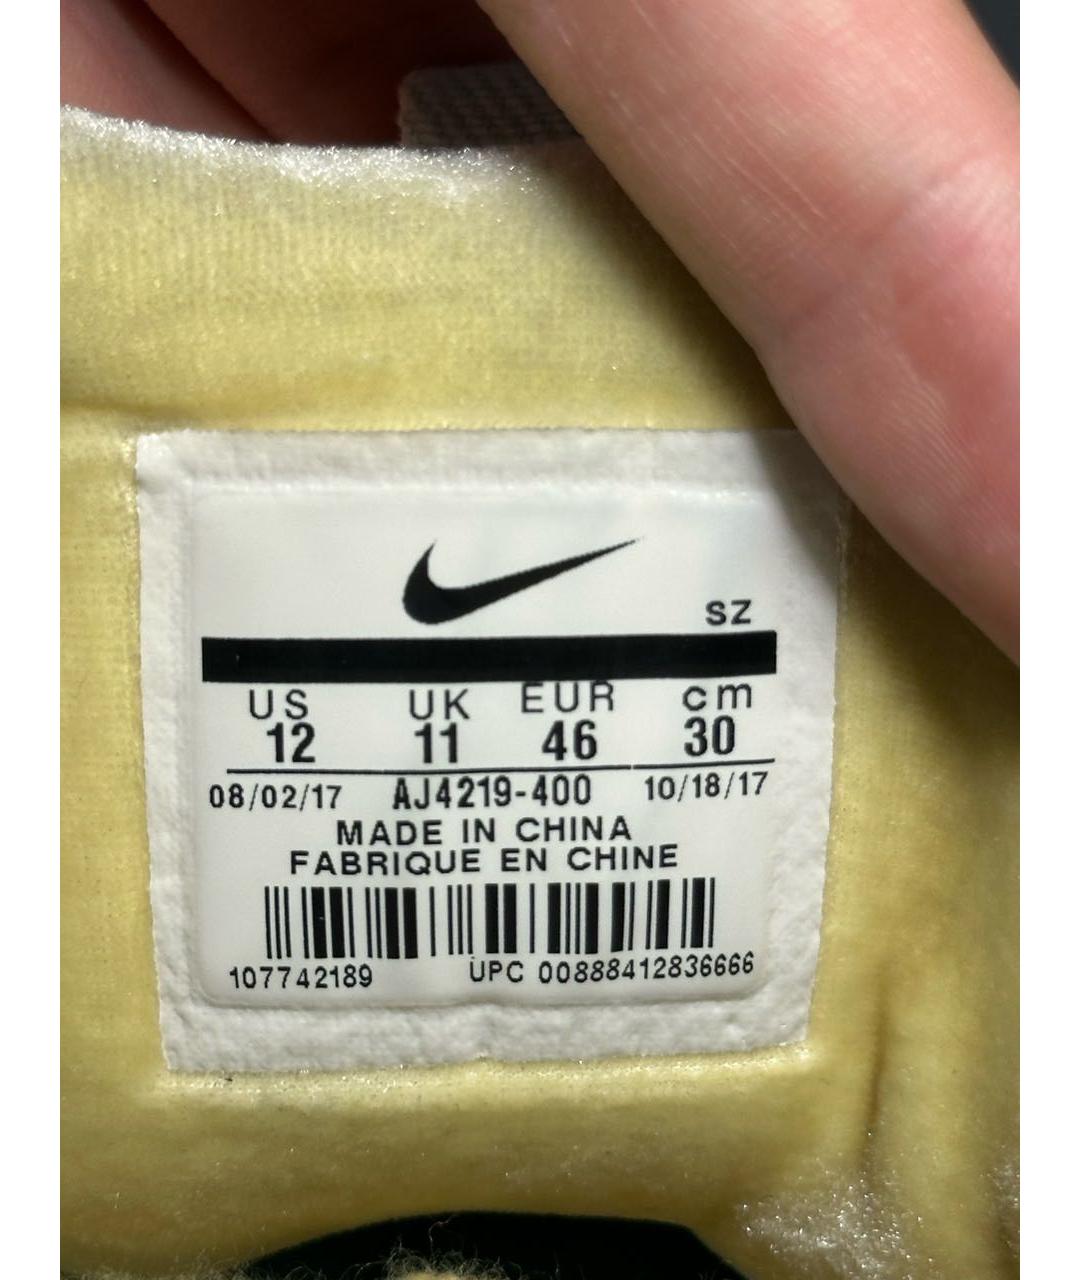 SZ
US UK EUR cm
12 11 46 30
08/02/17 AJ4219-400 10/18/17
MADE IN CHINA
FABRIQUE EN CHINE
107742189 UPC 00888412836666